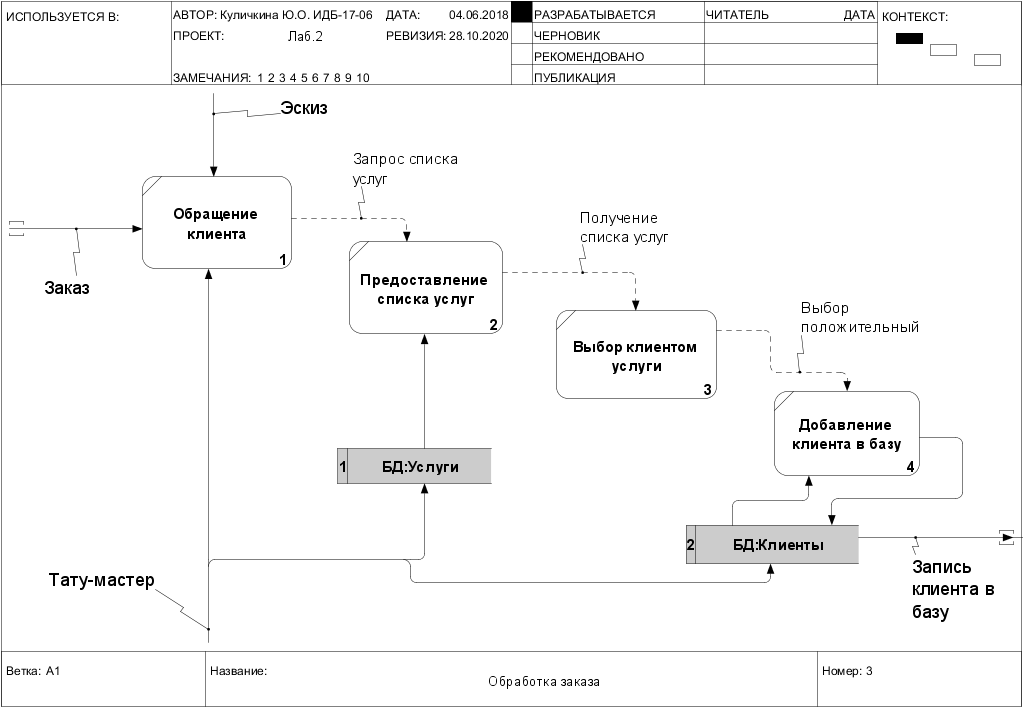 ИСПОЛЬЗУЕТСЯ В:
АВТОР: Куличкина Ю.О. ИДБ-17-06
ДАТА: 04.06.2018
РАЗРАБАТЫВАЕТСЯ
ЧИТАТЕЛЬ
ДАТА
КОНТЕКСТ:
ПРОЕКТ: Лаб.2
РЕВИЗИЯ: 28.10.2020
ЧЕРНОВИК
РЕКОМЕНДОВАНО
ЗАМЕЧАНИЯ: 1 2 3 4 5 6 7 8 9 10
ПУБЛИКАЦИЯ
Эскиз
Запрос списка
услуг
Обращение
клиента
1
Получение
списка услуг
Заказ
Предоставление
списка услуг
2
Выбор
положительный
Выбор клиентом
услуги
3
Добавление
клиента в базу
4
1 БД:Услуги
2 БД:Клиенты
Тату-мастер
Запись
клиента в
базу
Ветка: A1
Название:
Обработка заказа
Номер: 3